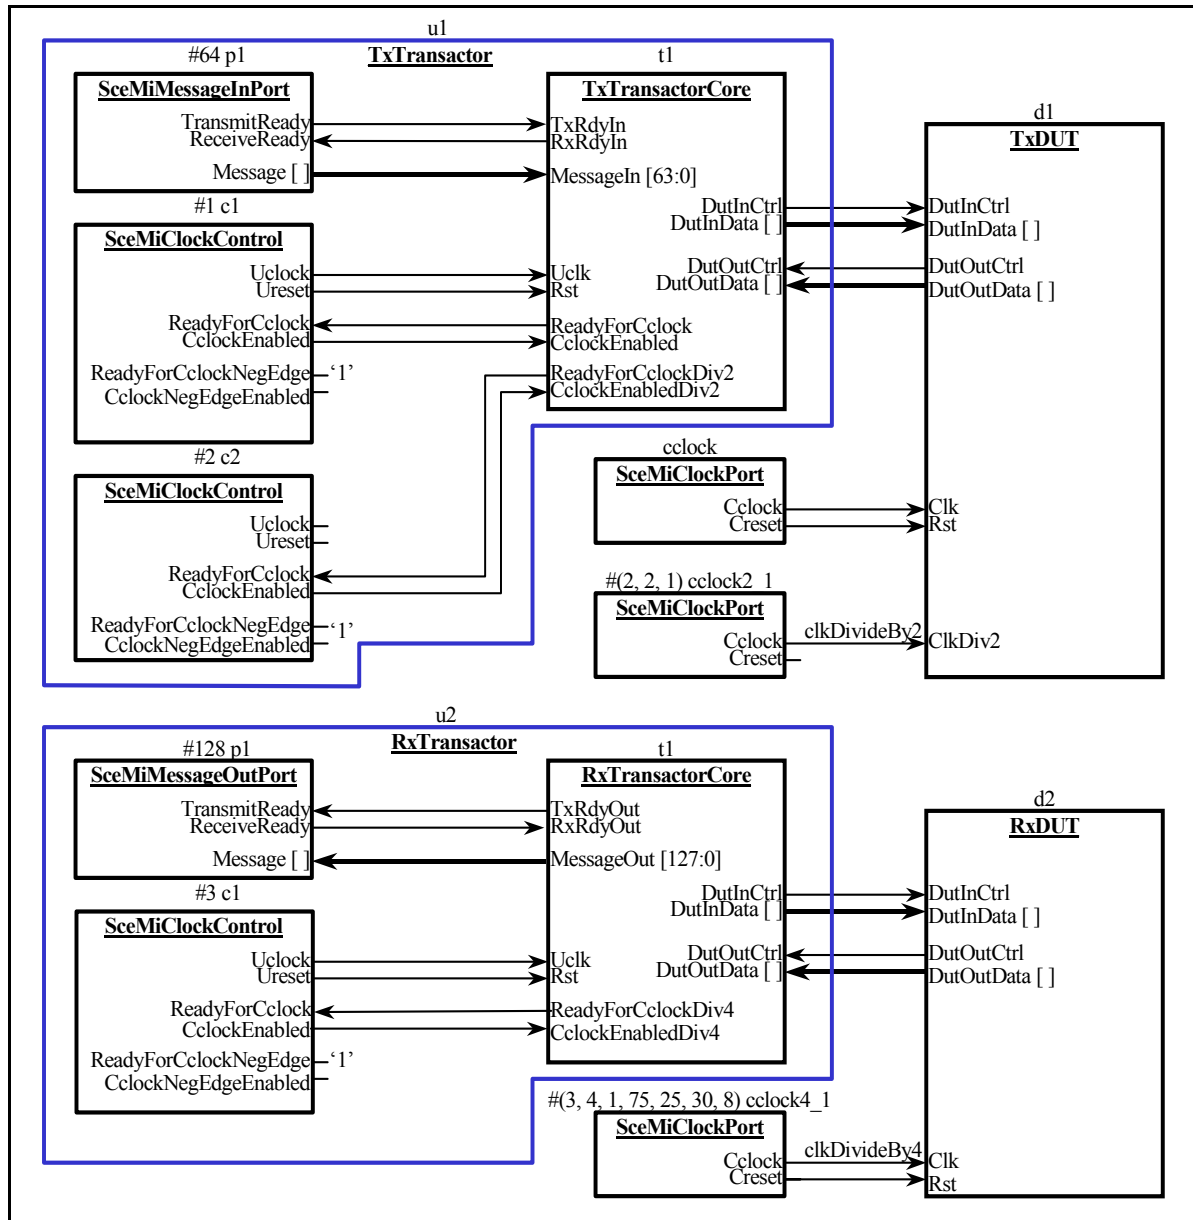 u1
TxTransactor
#64 p1
SceMiMessageInPort
TransmitReady
ReceiveReady
Message [ ]
t1
TxTransactorCore
TxRdyIn
RxRdyIn
MessageIn [63:0]
DutInCtrl
DutInData [ ]
DutOutCtrl
DutOutData [ ]
Uclk
Rst
ReadyForCclock
CclockEnabled
ReadyForCclockDiv2
CclockEnabledDiv2
#1 c1
SceMiClockControl
Uclock
Ureset
ReadyForCclock
CclockEnabled
ReadyForCclockNegEdge
‘1’
CclockNegEdgeEnabled
#2 c2
SceMiClockControl
Uclock
Ureset
ReadyForCclock
CclockEnabled
ReadyForCclockNegEdge
‘1’
CclockNegEdgeEnabled
d1
TxDUT
DutInCtrl
DutInData [ ]
DutOutCtrl
DutOutData [ ]
Clk
Rst
ClkDiv2
cclock
SceMiClockPort
Cclock
Creset
#(2, 2, 1) cclock2_1
SceMiClockPort
Cclock
Creset
clkDivideBy2
u2
RxTransactor
#128 p1
SceMiMessageOutPort
TransmitReady
ReceiveReady
Message [ ]
t1
RxTransactorCore
TxRdyOut
RxRdyOut
MessageOut [127:0]
DutInCtrl
DutInData [ ]
DutOutCtrl
DutOutData [ ]
Uclk
Rst
ReadyForCclockDiv4
CclockEnabledDiv4
#3 c1
SceMiClockControl
Uclock
Ureset
ReadyForCclock
CclockEnabled
ReadyForCclockNegEdge
‘1’
CclockNegEdgeEnabled
d2
RxDUT
DutInCtrl
DutInData [ ]
DutOutCtrl
DutOutData [ ]
Clk
Rst
#(3, 4, 1, 75, 25, 30, 8) cclock4_1
SceMiClockPort
Cclock
Creset
clkDivideBy4